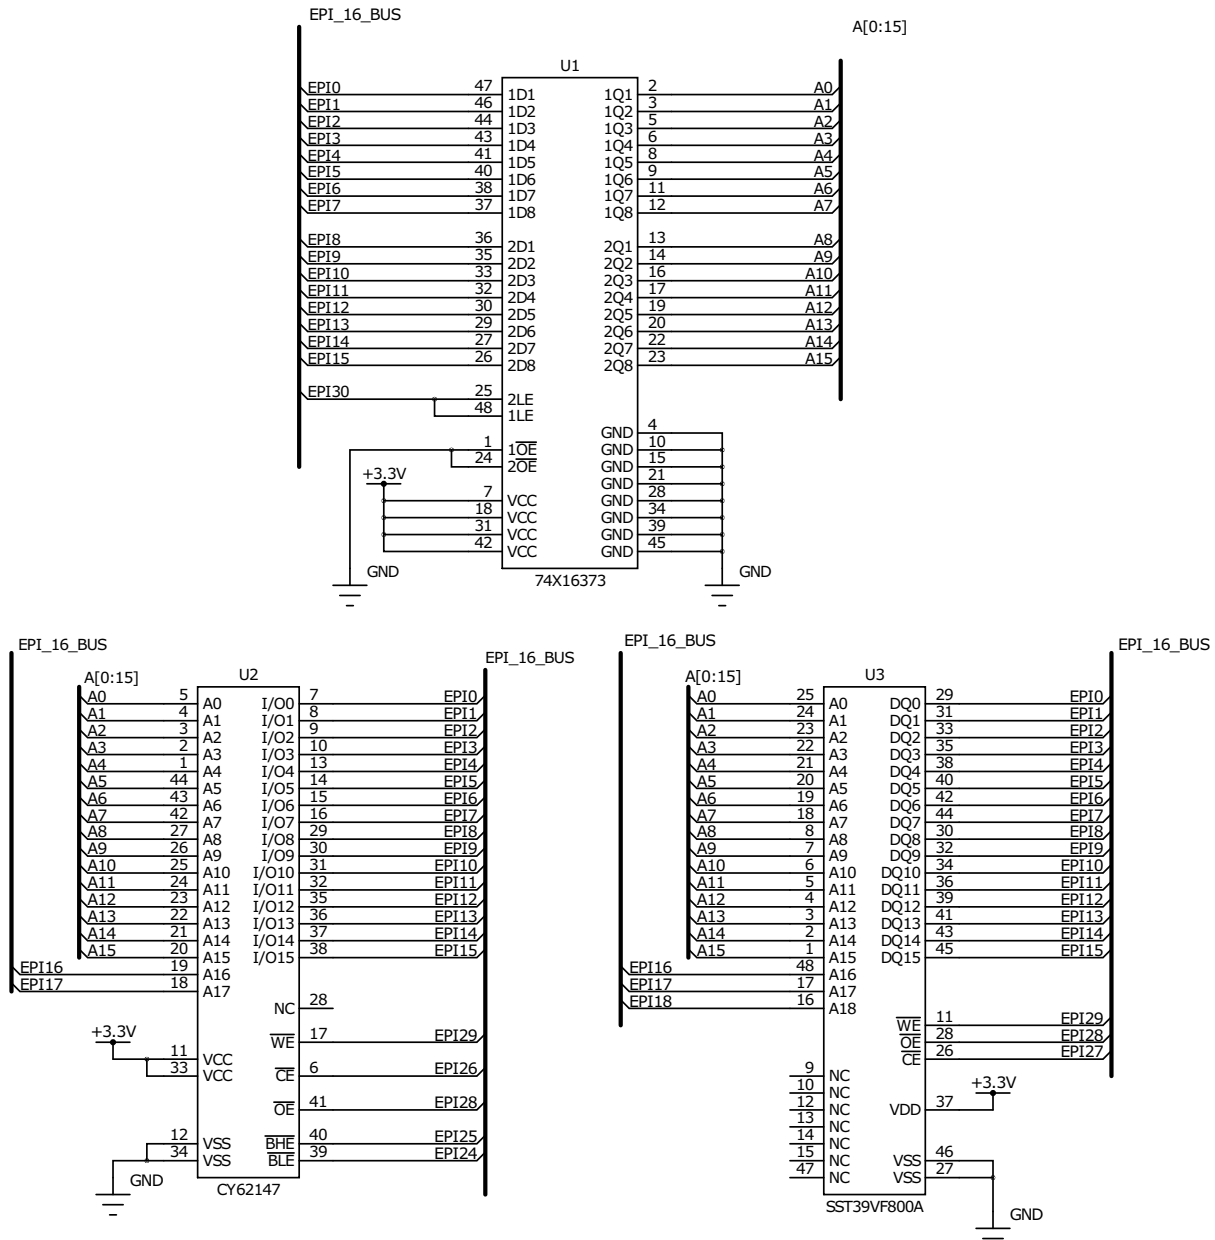 EPI_16_BUS
A[0:15]
U1
EPI0 47 1D1 1Q1 2 A0
EPI1 46 1D2 1Q2 3 A1
EPI2 44 1D3 1Q3 5 A2
EPI3 43 1D4 1Q4 6 A3
EPI4 41 1D5 1Q5 8 A4
EPI5 40 1D6 1Q6 9 A5
EPI6 38 1D7 1Q7 11 A6
EPI7 37 1D8 1Q8 12 A7
EPI8 36 2D1 2Q1 13 A8
EPI9 35 2D2 2Q2 14 A9
EPI10 33 2D3 2Q3 16 A10
EPI11 32 2D4 2Q4 17 A11
EPI12 30 2D5 2Q5 19 A12
EPI13 29 2D6 2Q6 20 A13
EPI14 27 2D7 2Q7 22 A14
EPI15 26 2D8 2Q8 23 A15
EPI30 25 2LE
48 1LE
GND 4
1 1OE GND 10
24 2OE GND 15
+3.3V GND 21
7 VCC GND 28
18 VCC GND 34
31 VCC GND 39
42 VCC GND 45
GND GND
74X16373
EPI_16_BUS
EPI_16_BUS
A[0:15]
U2
A0 5 A0 I/O0 7 EPI0
A1 4 A1 I/O1 8 EPI1
A2 3 A2 I/O2 9 EPI2
A3 2 A3 I/O3 10 EPI3
A4 1 A4 I/O4 13 EPI4
A5 44 A5 I/O5 14 EPI5
A6 43 A6 I/O6 15 EPI6
A7 42 A7 I/O7 16 EPI7
A8 27 A8 I/O8 29 EPI8
A9 26 A9 I/O9 30 EPI9
A10 25 A10 I/O10 31 EPI10
A11 24 A11 I/O11 32 EPI11
A12 23 A12 I/O12 35 EPI12
A13 22 A13 I/O13 36 EPI13
A14 21 A14 I/O14 37 EPI14
A15 20 A15 I/O15 38 EPI15
EPI16 19 A16
EPI17 18 A17
NC 28
+3.3V WE 17 EPI29
11 VCC
33 VCC CE 6 EPI26
OE 41 EPI28
12 VSS BHE 40 EPI25
34 VSS BLE 39 EPI24
GND
CY62147
EPI_16_BUS
EPI_16_BUS
A[0:15]
U3
A0 25 A0 DQ0 29 EPI0
A1 24 A1 DQ1 31 EPI1
A2 23 A2 DQ2 33 EPI2
A3 22 A3 DQ3 35 EPI3
A4 21 A4 DQ4 38 EPI4
A5 20 A5 DQ5 40 EPI5
A6 19 A6 DQ6 42 EPI6
A7 18 A7 DQ7 44 EPI7
A8 8 A8 DQ8 30 EPI8
A9 7 A9 DQ9 32 EPI9
A10 6 A10 DQ10 34 EPI10
A11 5 A11 DQ11 36 EPI11
A12 4 A12 DQ12 39 EPI12
A13 3 A13 DQ13 41 EPI13
A14 2 A14 DQ14 43 EPI14
A15 1 A15 DQ15 45 EPI15
EPI16 48 A16
EPI17 17 A17
EPI18 16 A18
WE 11 EPI29
OE 28 EPI28
CE 26 EPI27
9 NC
10 NC +3.3V
12 NC VDD 37
13 NC
14 NC
15 NC VSS 46
47 NC VSS 27
SST39VF800A
GND